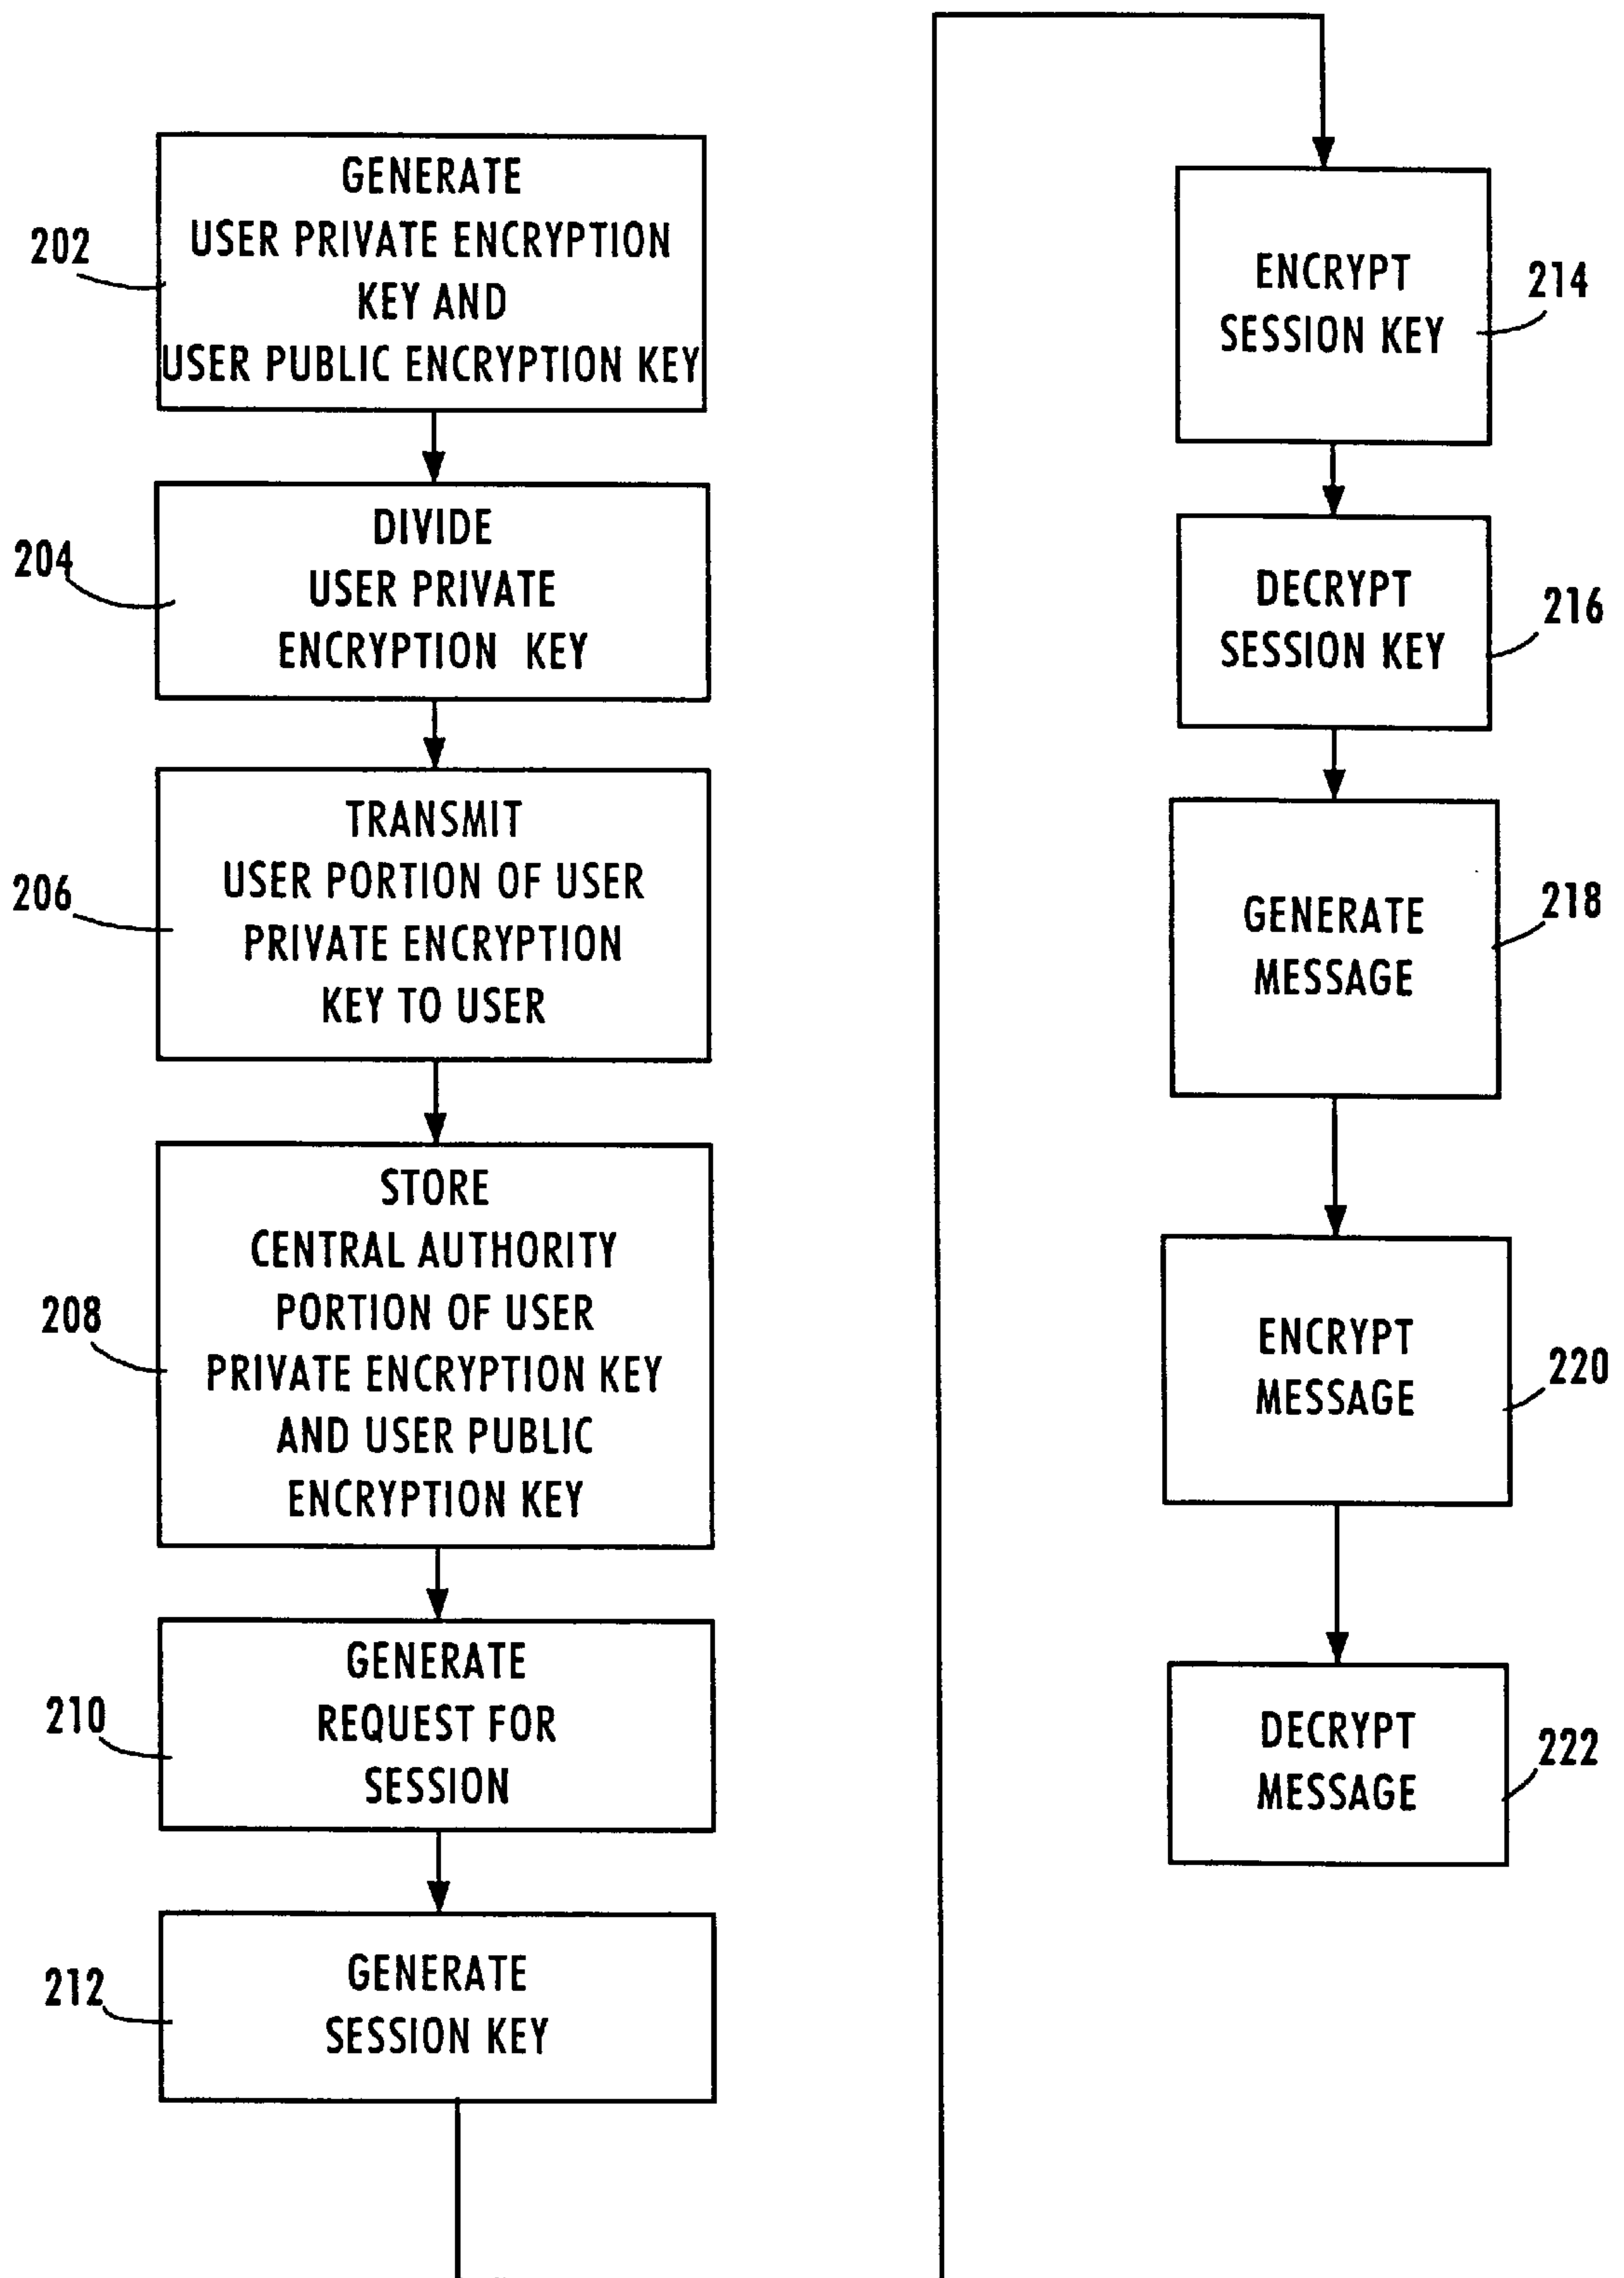 202
GENERATE
USER PRIVATE ENCRYPTION
KEY AND
USER PUBLIC ENCRYPTION KEY
204
DIVIDE
USER PRIVATE
ENCRYPTION KEY
206
TRANSMIT
USER PORTION OF USER
PRIVATE ENCRYPTION
KEY TO USER
208
STORE
CENTRAL AUTHORITY
PORTION OF USER
PRIVATE ENCRYPTION KEY
AND USER PUBLIC
ENCRYPTION KEY
210
GENERATE
REQUEST FOR
SESSION
212
GENERATE
SESSION KEY
ENCRYPT
SESSION KEY
214
DECRYPT
SESSION KEY
216
GENERATE
MESSAGE
218
ENCRYPT
MESSAGE
220
DECRYPT
MESSAGE
222